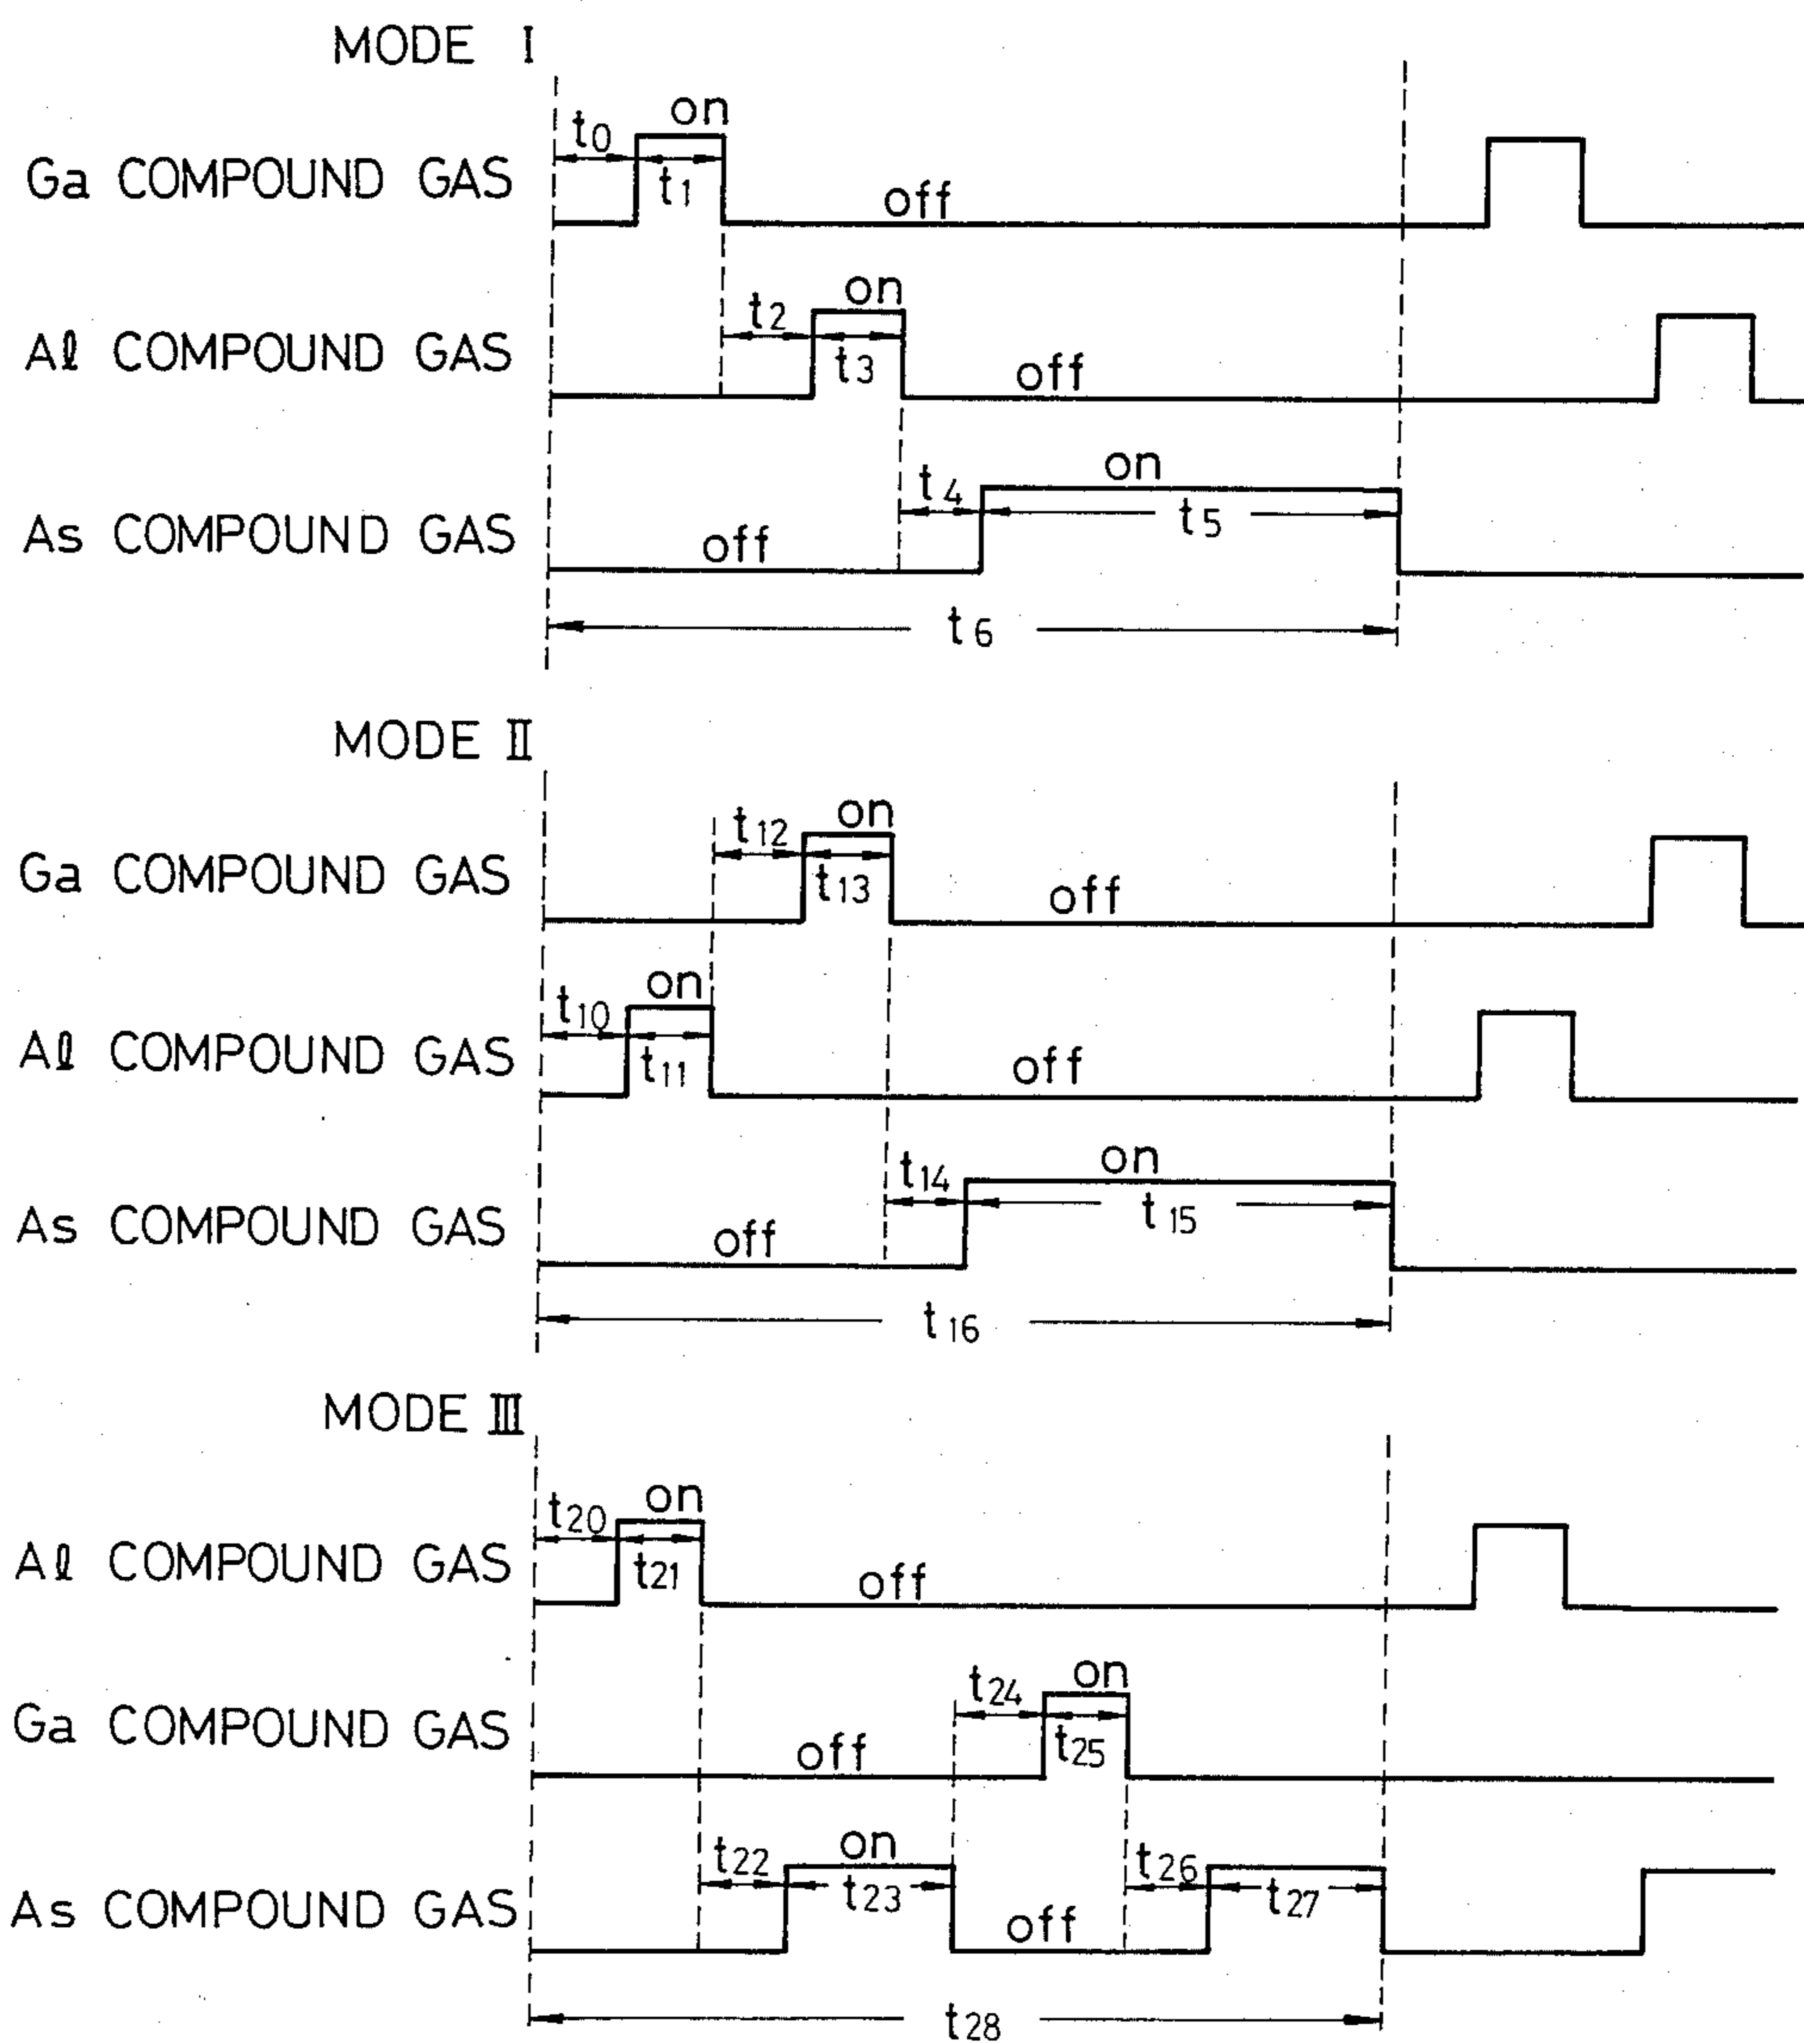 MODE I
on
t0
Ga COMPOUND GAS
t1
off
on
t2
Aℓ COMPOUND GAS
t3
off
on
t4
As COMPOUND GAS
t5
off
t6
MODE II
on
t12
Ga COMPOUND GAS
t13
off
on
t10
Aℓ COMPOUND GAS
t11
off
on
t14
As COMPOUND GAS
t15
off
t16
MODE III
on
t20
Aℓ COMPOUND GAS
t21
off
on
t24
Ga COMPOUND GAS
t25
off
on
t22
t26
As COMPOUND GAS
t23
t27
off
t28